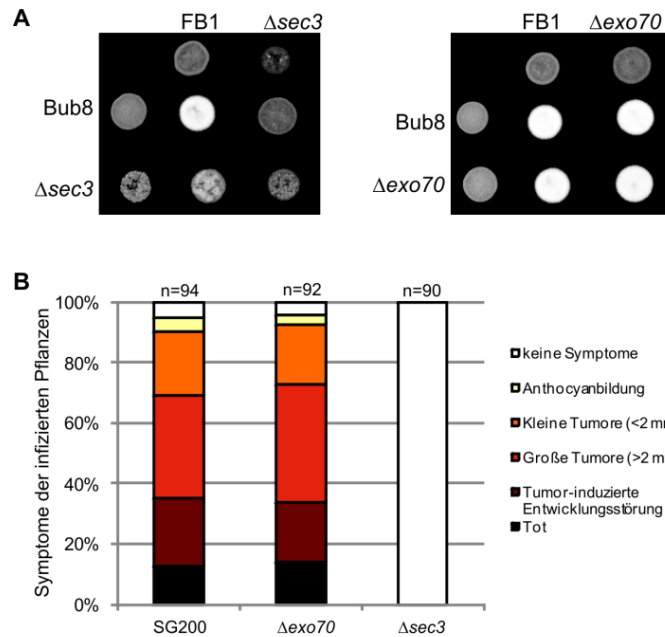 A
FB1 Δsec3
FB1 Δexo70
Bub8
Δsec3
Bub8
Δexo70
B
n=94 n=92 n=90
Symptome der infizierten Pflanzen
100%
80%
60%
40%
20%
0%
SG200 Δexo70 Δsec3
keine Symptome
Anthocyanbildung
Kleine Tumore (<2 m
Große Tumore (>2 m
Tumor-induzierte
Entwicklungsstörung
Tot